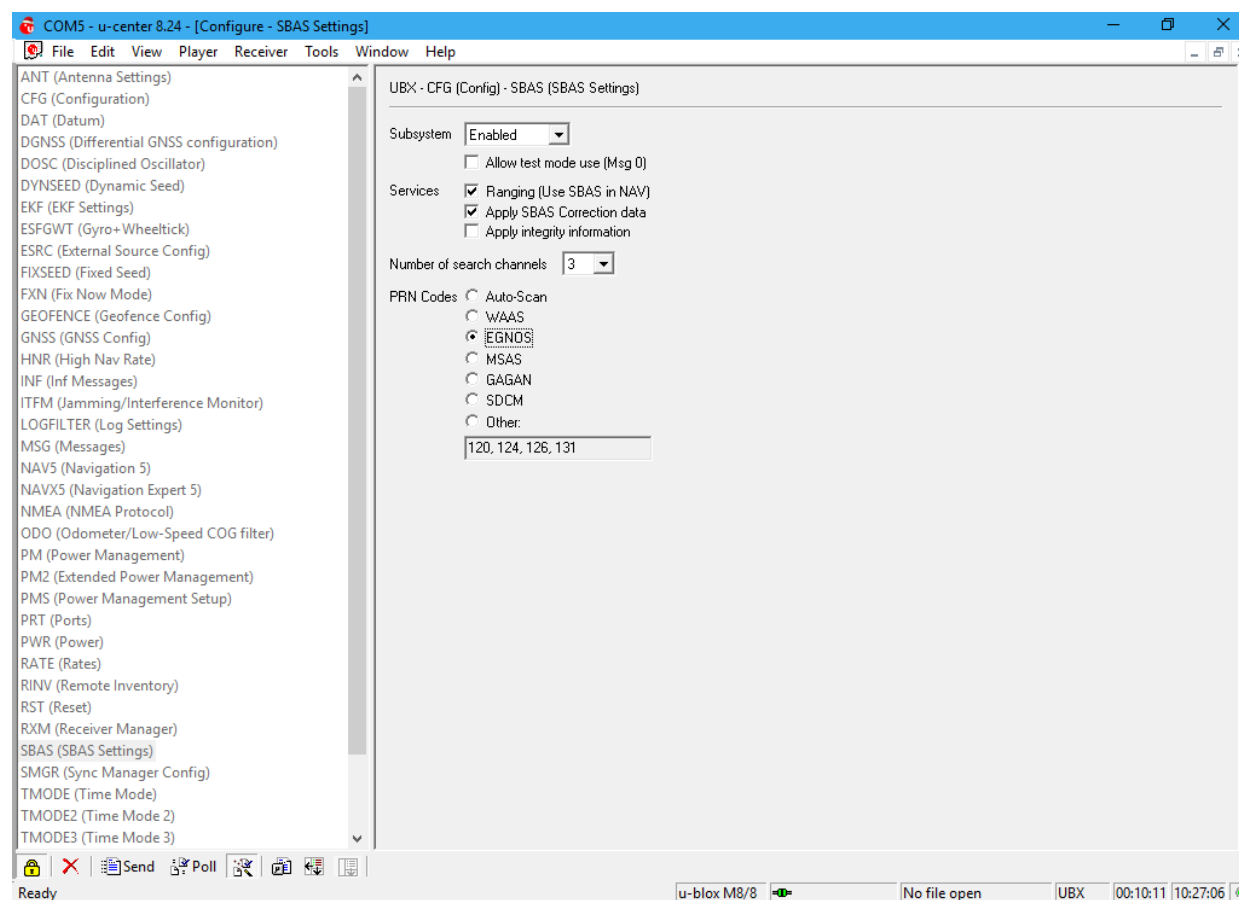 COM5 - u-center 8.24 - [Configure - SBAS Settings]
File Edit View Player Receiver Tools Window Help
ANT (Antenna Settings)
CFG (Configuration)
DAT (Datum)
DGNSS (Differential GNSS configuration)
DOSC (Disciplined Oscillator)
DYNSEED (Dynamic Seed)
EKF (EKF Settings)
ESFGWT (Gyro+Wheeltick)
ESRC (External Source Config)
FIXSEED (Fixed Seed)
FXN (Fix Now Mode)
GEOFENCE (Geofence Config)
GNSS (GNSS Config)
HNR (High Nav Rate)
INF (Inf Messages)
ITFM (Jamming/Interference Monitor)
LOGFILTER (Log Settings)
MSG (Messages)
NAV5 (Navigation 5)
NAVX5 (Navigation Expert 5)
NMEA (NMEA Protocol)
ODO (Odometer/Low-Speed COG filter)
PM (Power Management)
PM2 (Extended Power Management)
PMS (Power Management Setup)
PRT (Ports)
PWR (Power)
RATE (Rates)
RINV (Remote Inventory)
RST (Reset)
RXM (Receiver Manager)
SBAS (SBAS Settings)
SMGR (Sync Manager Config)
TMODE (Time Mode)
TMODE2 (Time Mode 2)
TMODE3 (Time Mode 3)
UBX - CFG (Config) - SBAS (SBAS Settings)
Subsystem Enabled
Allow test mode use (Msg 0)
Services Ranging (Use SBAS in NAV)
Apply SBAS Correction data
Apply integrity information
Number of search channels 3
PRN Codes Auto-Scan
WAAS
EGNOS
MSAS
GAGAN
SDCM
Other:
120, 124, 126, 131
Send Poll
Ready u-blox M8/8 No file open UBX 00:10:11 10:27:06